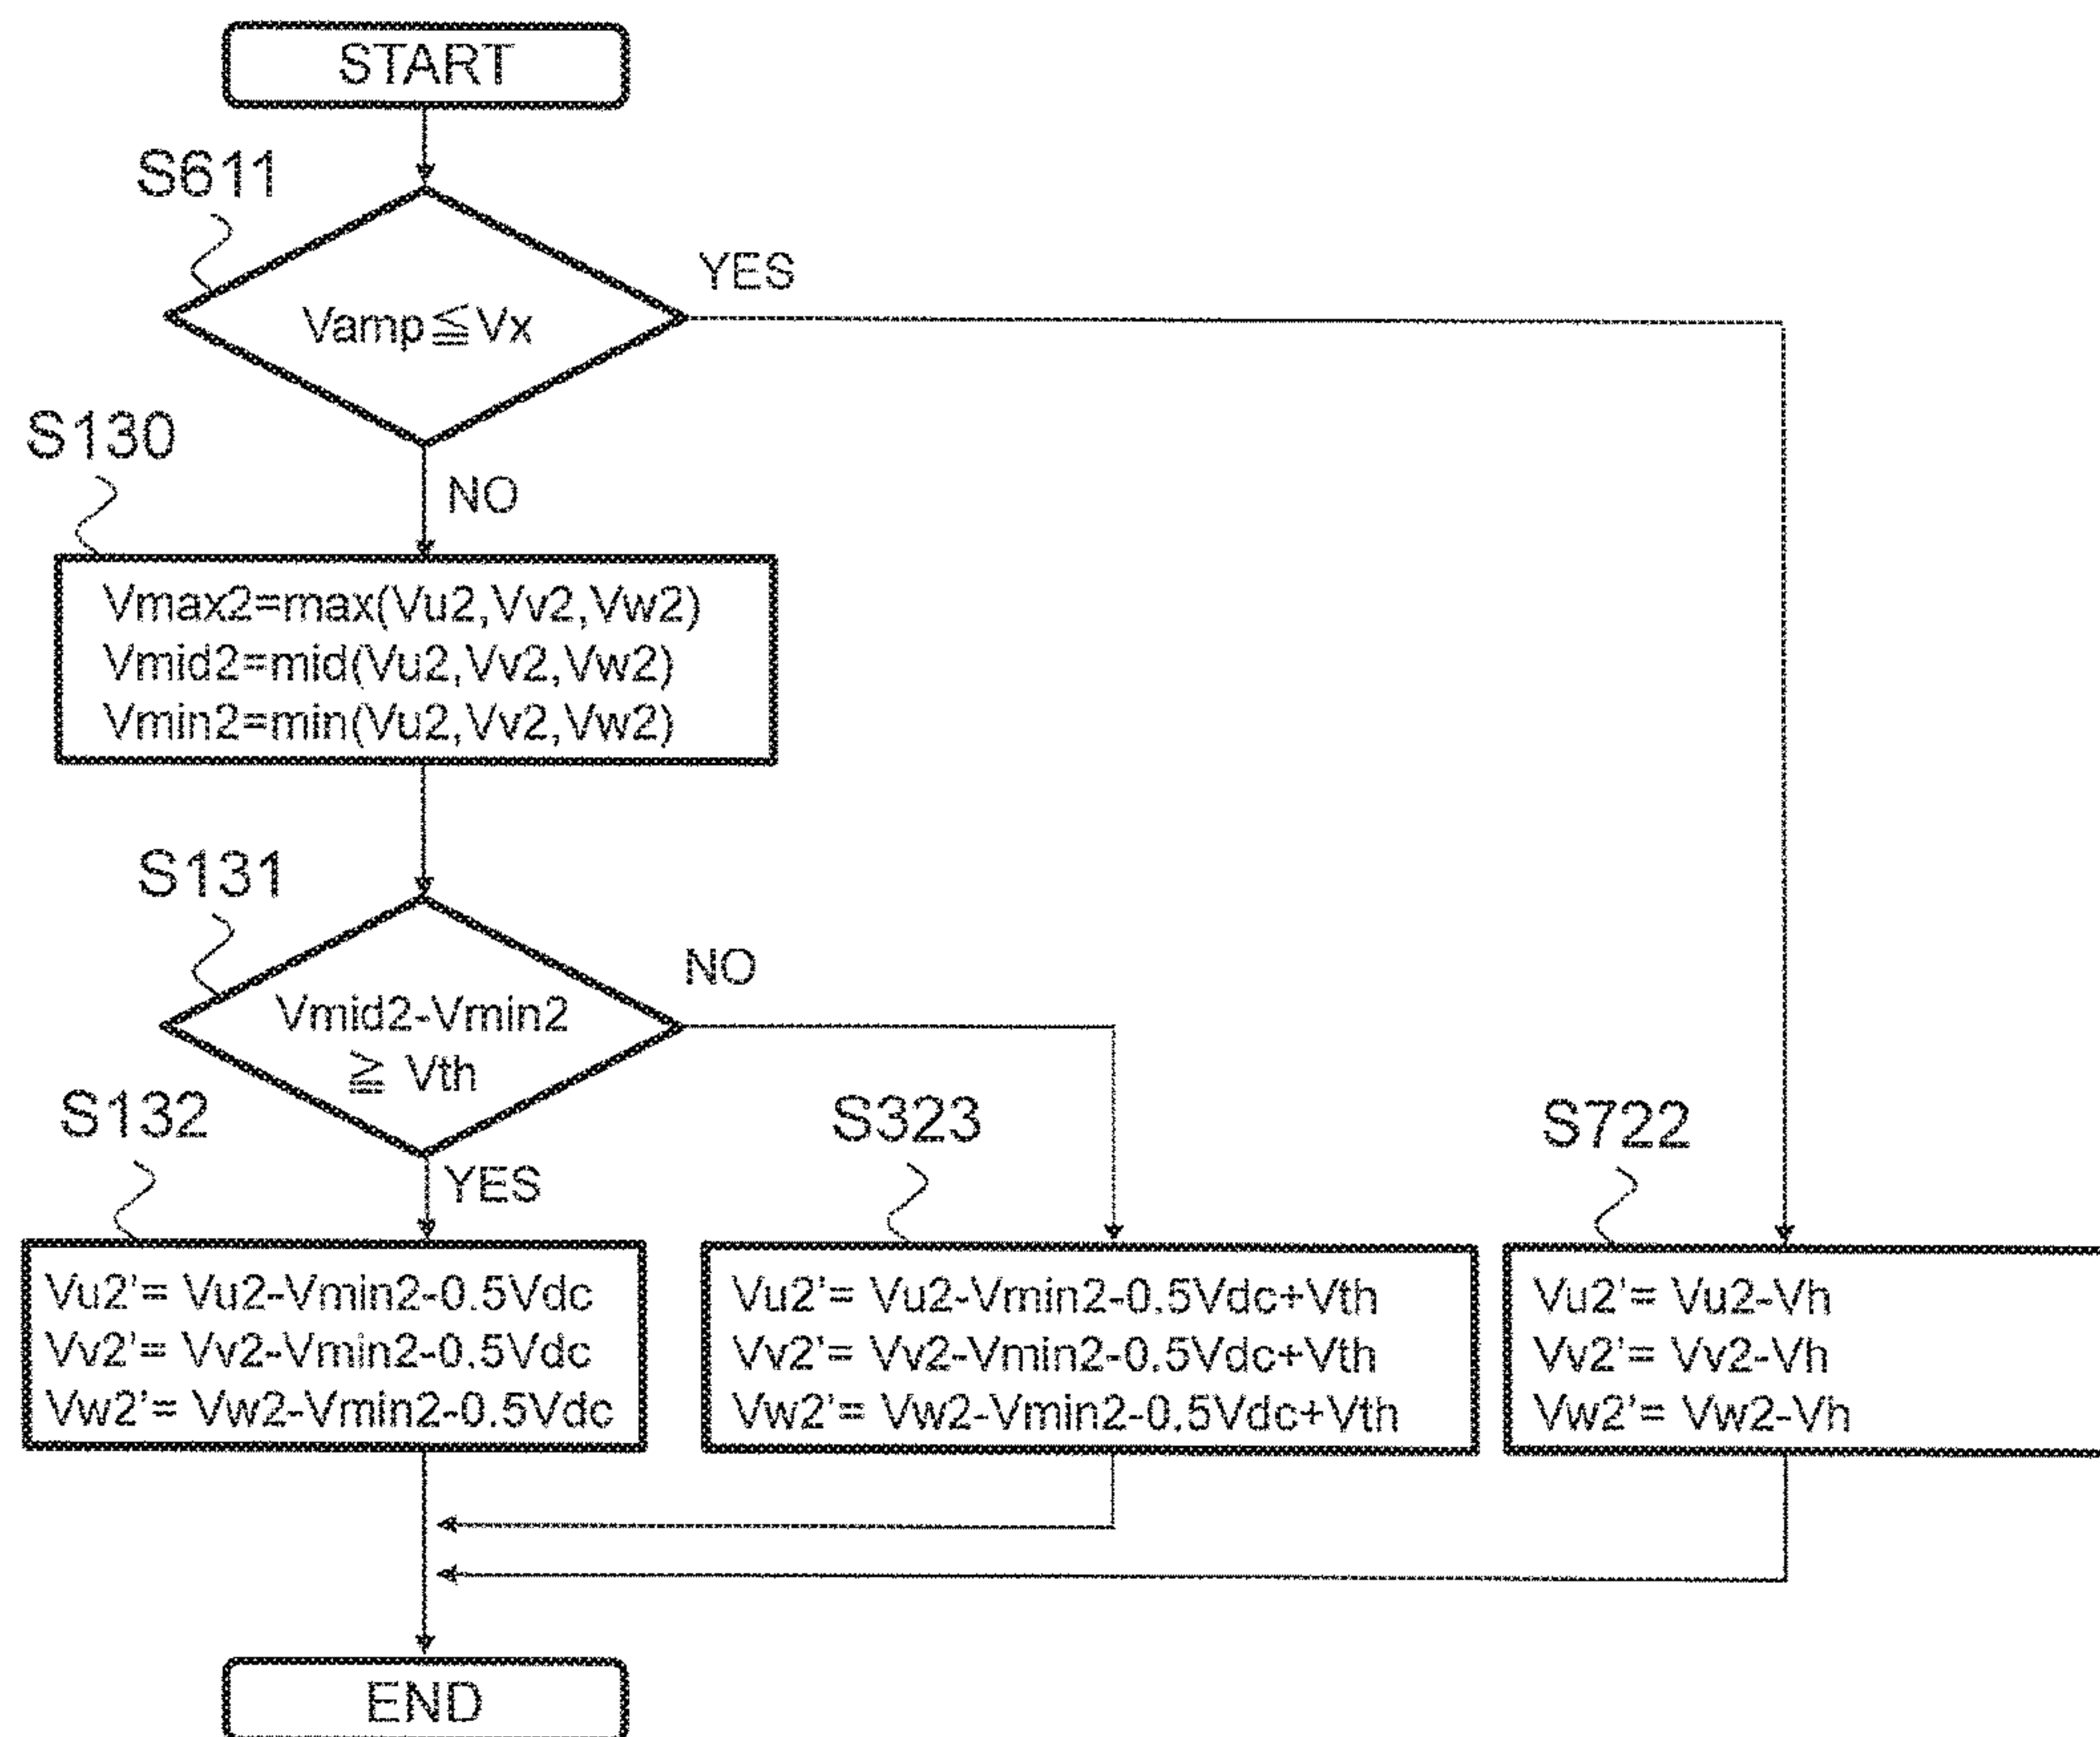 START
S611
YES
Vamp≦Vx
S130
NO
Vmax2=max(Vu2,Vv2,Vw2)
Vmid2=mid(Vu2,Vv2,Vw2)
Vmin2=min(Vu2,Vv2,Vw2)
S131
NO
Vmid2-Vmin2
≧ Vth
S132
YES
S323
S722
Vu2'= Vu2-Vmin2-0.5Vdc
Vv2'= Vv2-Vmin2-0.5Vdc
Vw2'= Vw2-Vmin2-0.5Vdc
Vu2'= Vu2-Vmin2-0.5Vdc+Vth
Vv2'= Vv2-Vmin2-0.5Vdc+Vth
Vw2'= Vw2-Vmin2-0.5Vdc+Vth
Vu2'= Vu2-Vh
Vv2'= Vv2-Vh
Vw2'= Vw2-Vh
END